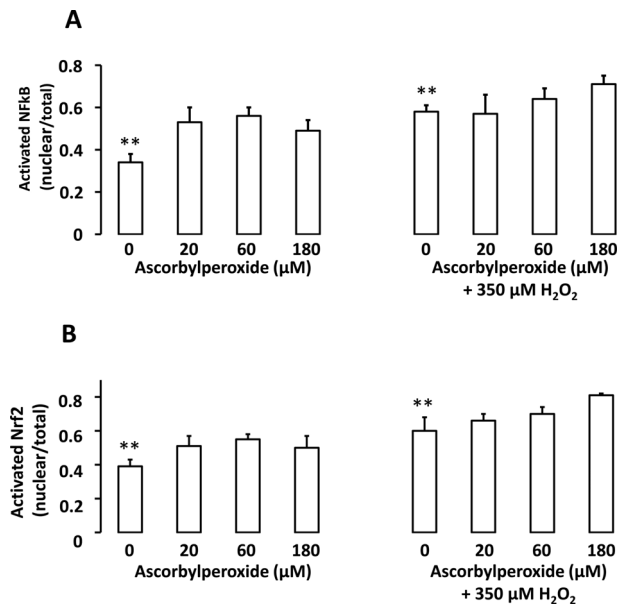 A
Activated NFkB
(nuclear/total)
0.8
0.6
0.4
0.2
0
**
**
0 20 60 180
0 20 60 180
Ascorbylperoxide (µM)
Ascorbylperoxide (µM)
+ 350 µM H₂O₂
B
Activated Nrf2
(nuclear/total)
0.8
0.6
0.4
0.2
0
**
**
0 20 60 180
0 20 60 180
Ascorbylperoxide (µM)
Ascorbylperoxide (µM)
+ 350 µM H₂O₂